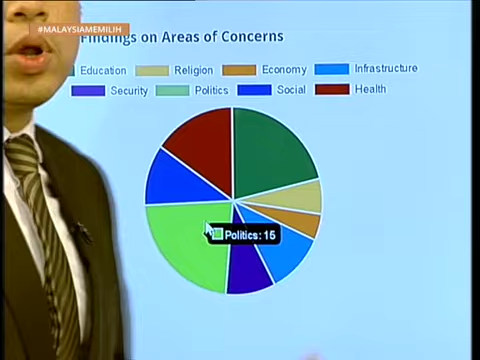 #MALAYSIAMEMILIH
Findings on Areas of Concerns
Education Religion Economy Infrastructure
Security Politics Social Health
Politics: 15